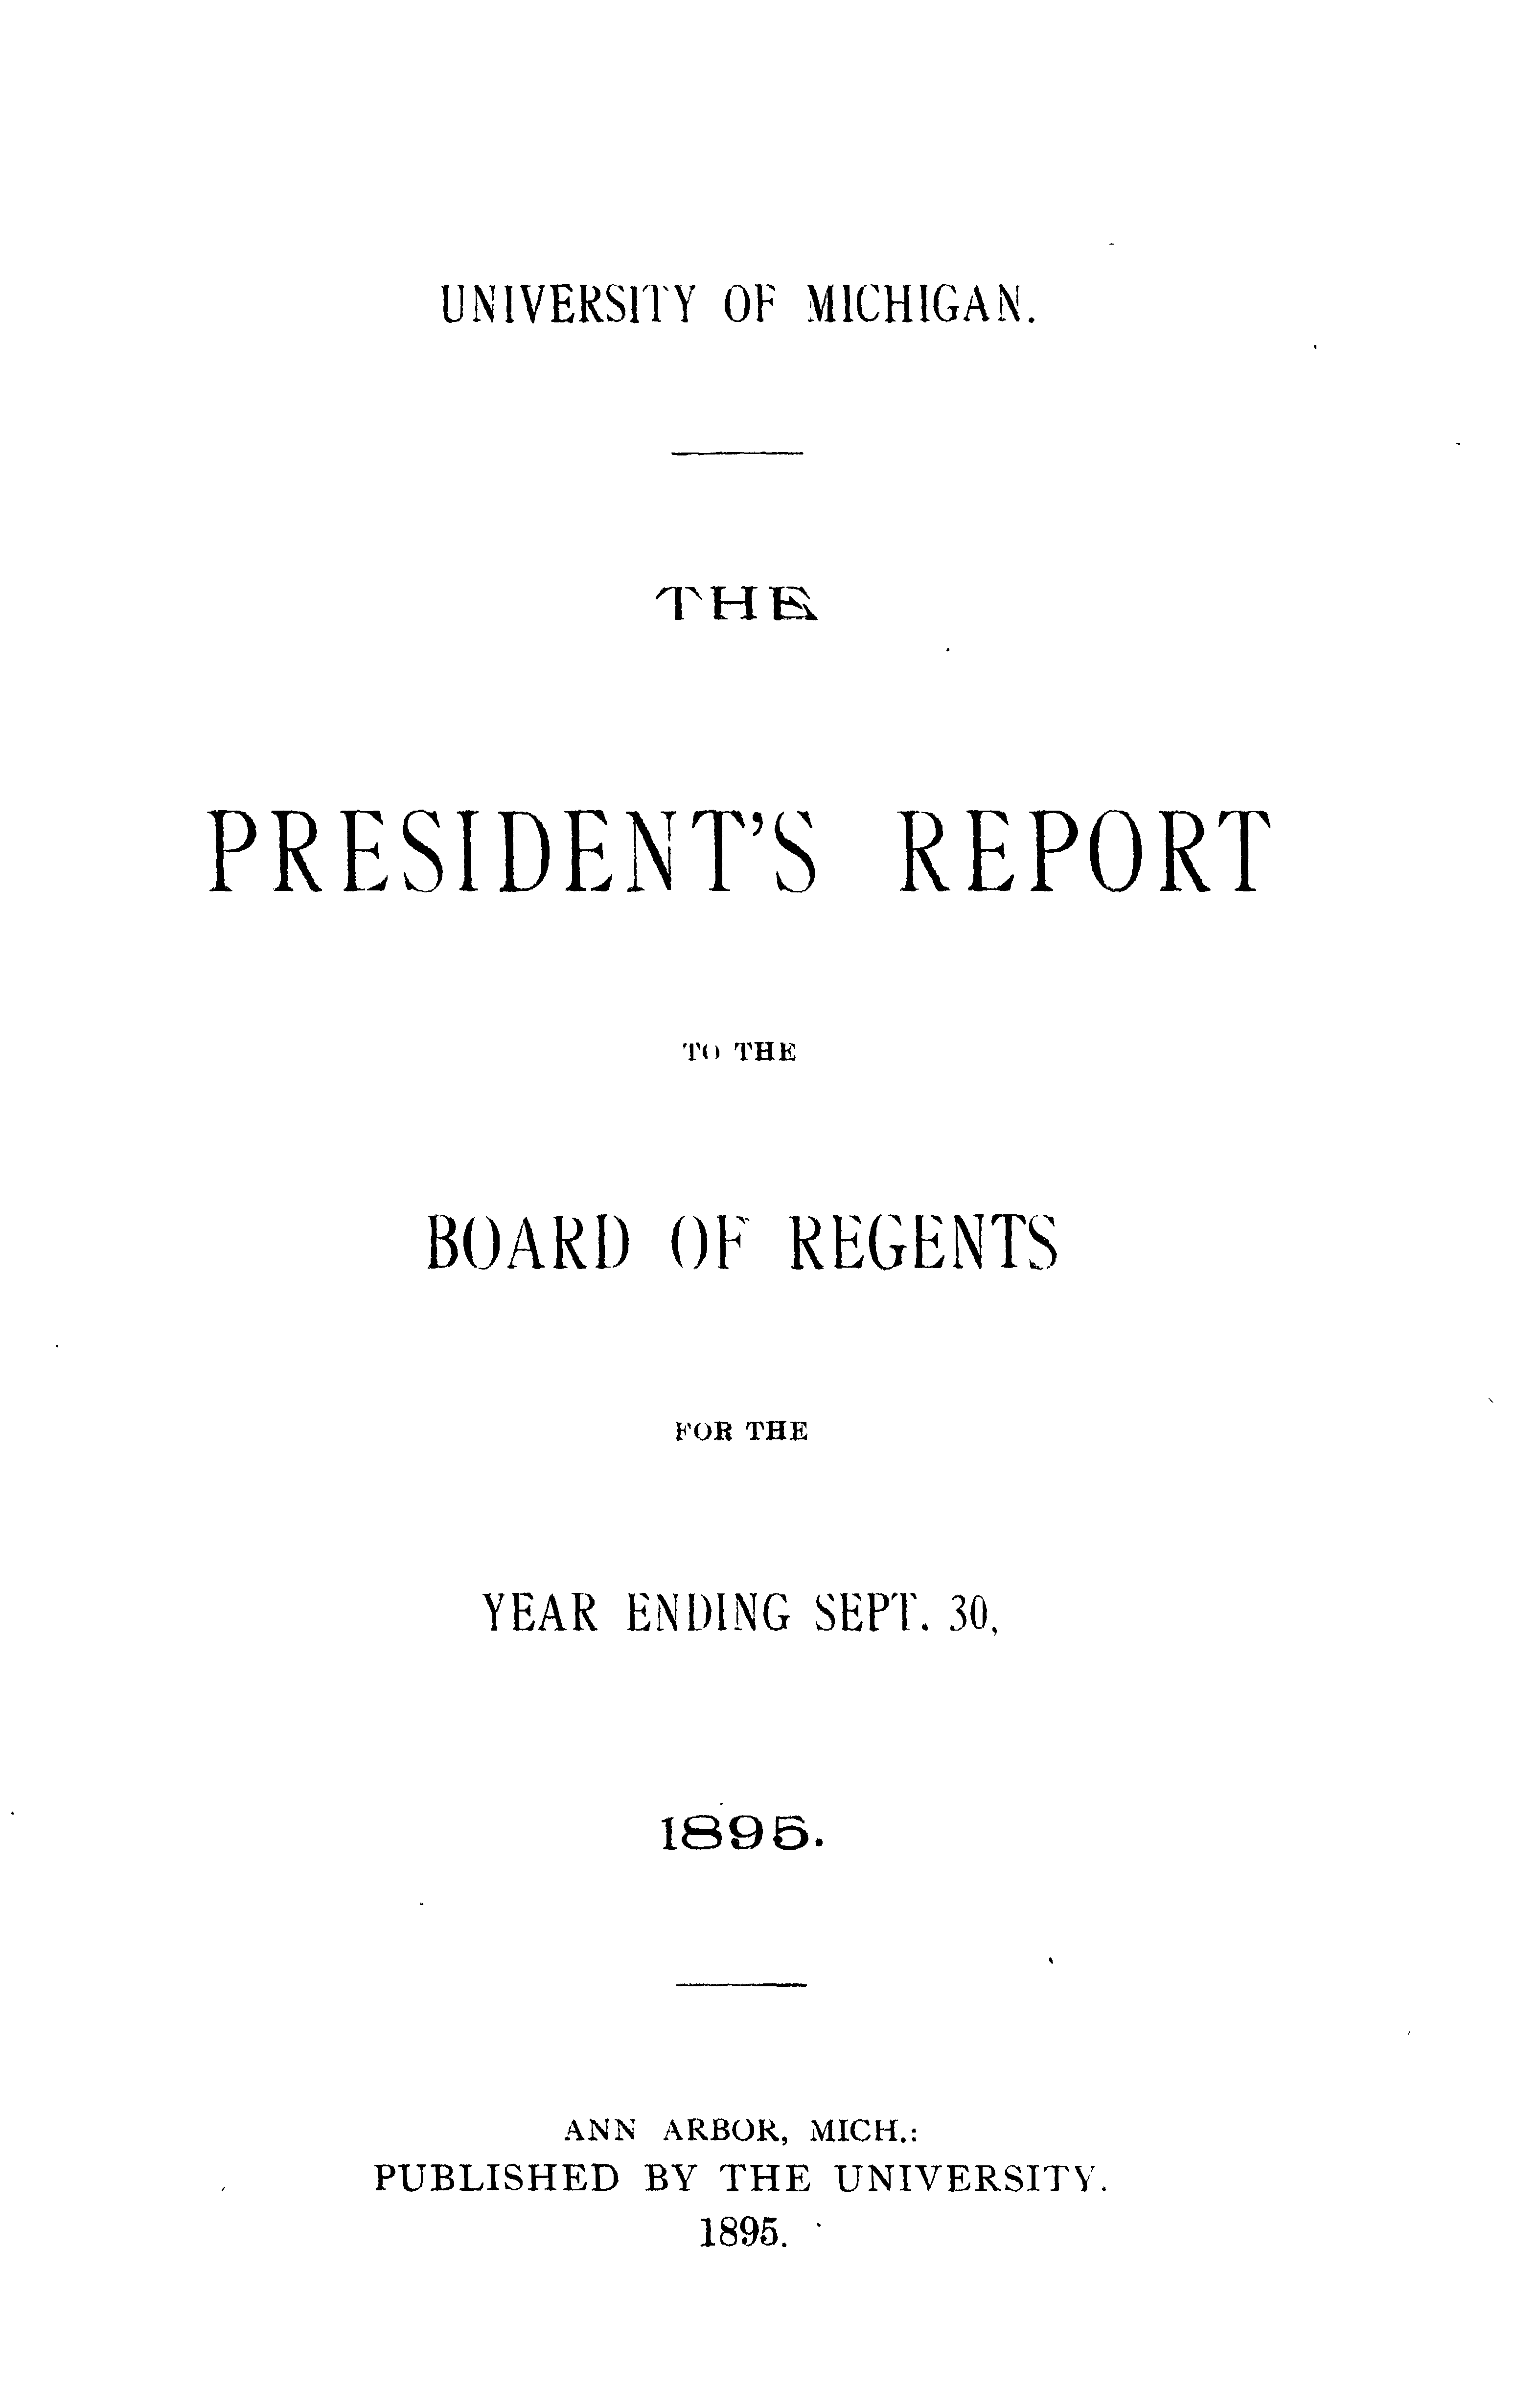 UNIVERSITY OF MICHIGAN.
THE
PRESIDENT'S REPORT
TO THE
BOARD OF REGENTS
FOR THE
YEAR ENDING SEPT. 30,
1895.
ANN ARBOR, MICH.:
PUBLISHED BY THE UNIVERSITY.
1895.